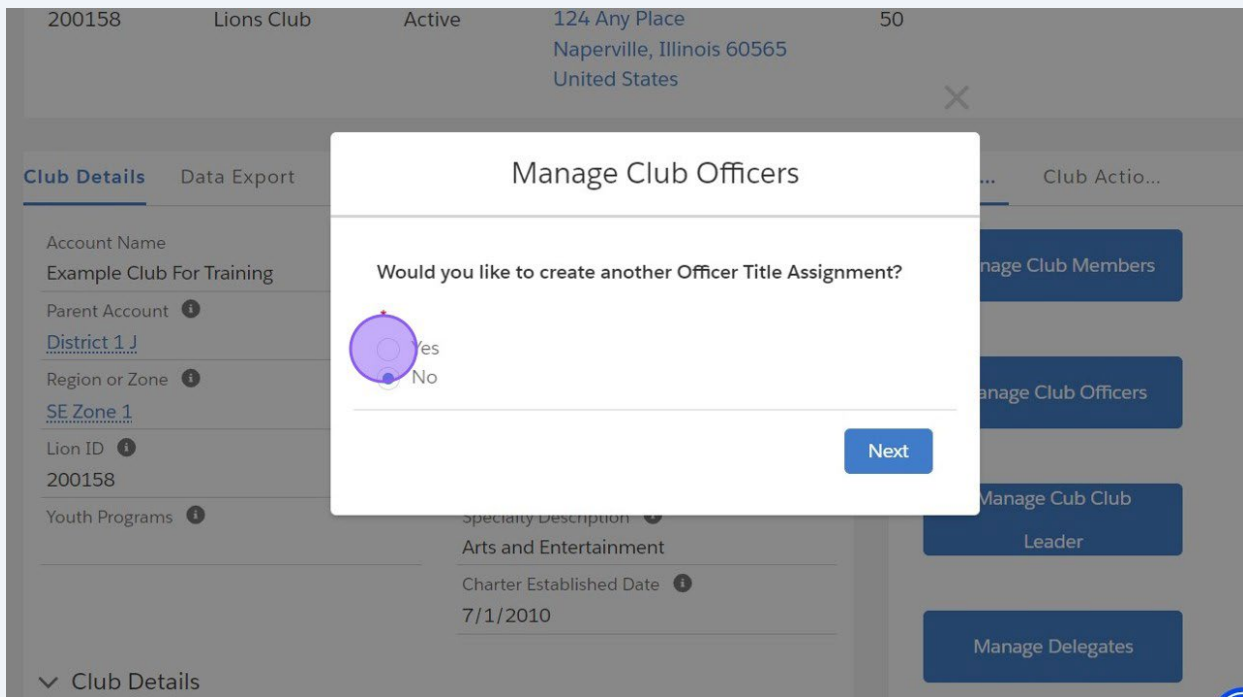 200158 Lions Club Active 124 Any Place 50
Naperville, Illinois 60565
United States
Club Details Data Export
... Club Actio...
Manage Club Officers
Account Name
Example Club For Training
Parent Account
District 1 J
Region or Zone
SE Zone 1
Lion ID
200158
Youth Programs
Would you like to create another Officer Title Assignment?
*
Yes
No
Next
Specialty Description
Arts and Entertainment
Charter Established Date
7/1/2010
Club Details
nage Club Members
anage Club Officers
Manage Cub Club
Leader
Manage Delegates